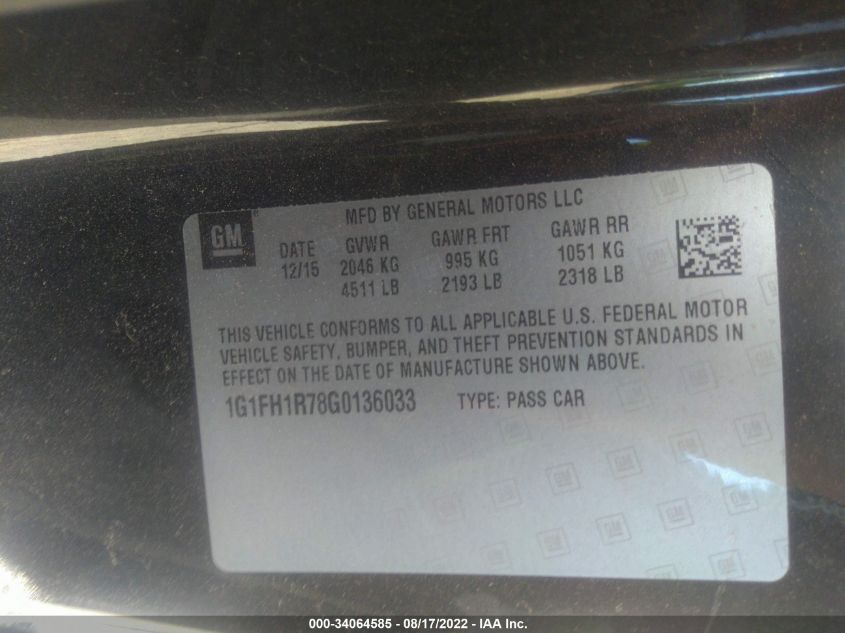 MFD BY GENERAL MOTORS LLC
GM
DATE GVWR GAWR FRT GAWR RR
12/15 2046 KG 995 KG 1051 KG
4511 LB 2193 LB 2318 LB
THIS VEHICLE CONFORMS TO ALL APPLICABLE U.S. FEDERAL MOTOR
VEHICLE SAFETY, BUMPER, AND THEFT PREVENTION STANDARDS IN
EFFECT ON THE DATE OF MANUFACTURE SHOWN ABOVE.
1G1FH1R78G0136033 TYPE: PASS CAR
000-34064585 - 08/17/2022 - IAA Inc.